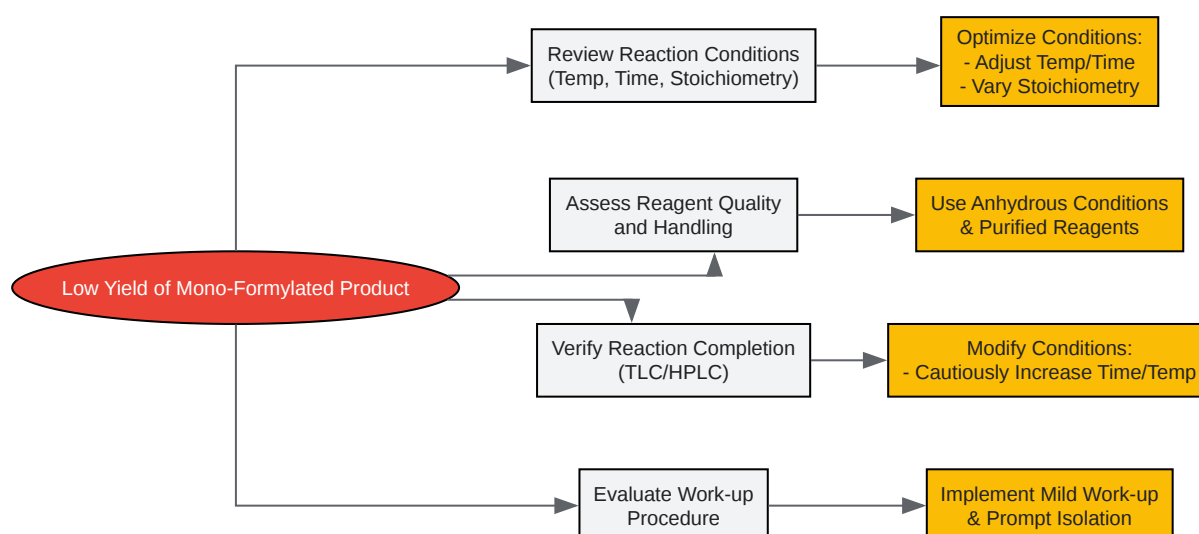 Review Reaction Conditions
(Temp, Time, Stoichiometry)
Optimize Conditions:
- Adjust Temp/Time
- Vary Stoichiometry
Assess Reagent Quality
and Handling
Use Anhydrous Conditions
& Purified Reagents
Low Yield of Mono-Formylated Product
Verify Reaction Completion
(TLC/HPLC)
Modify Conditions:
- Cautiously Increase Time/Temp
Evaluate Work-up
Procedure
Implement Mild Work-up
& Prompt Isolation